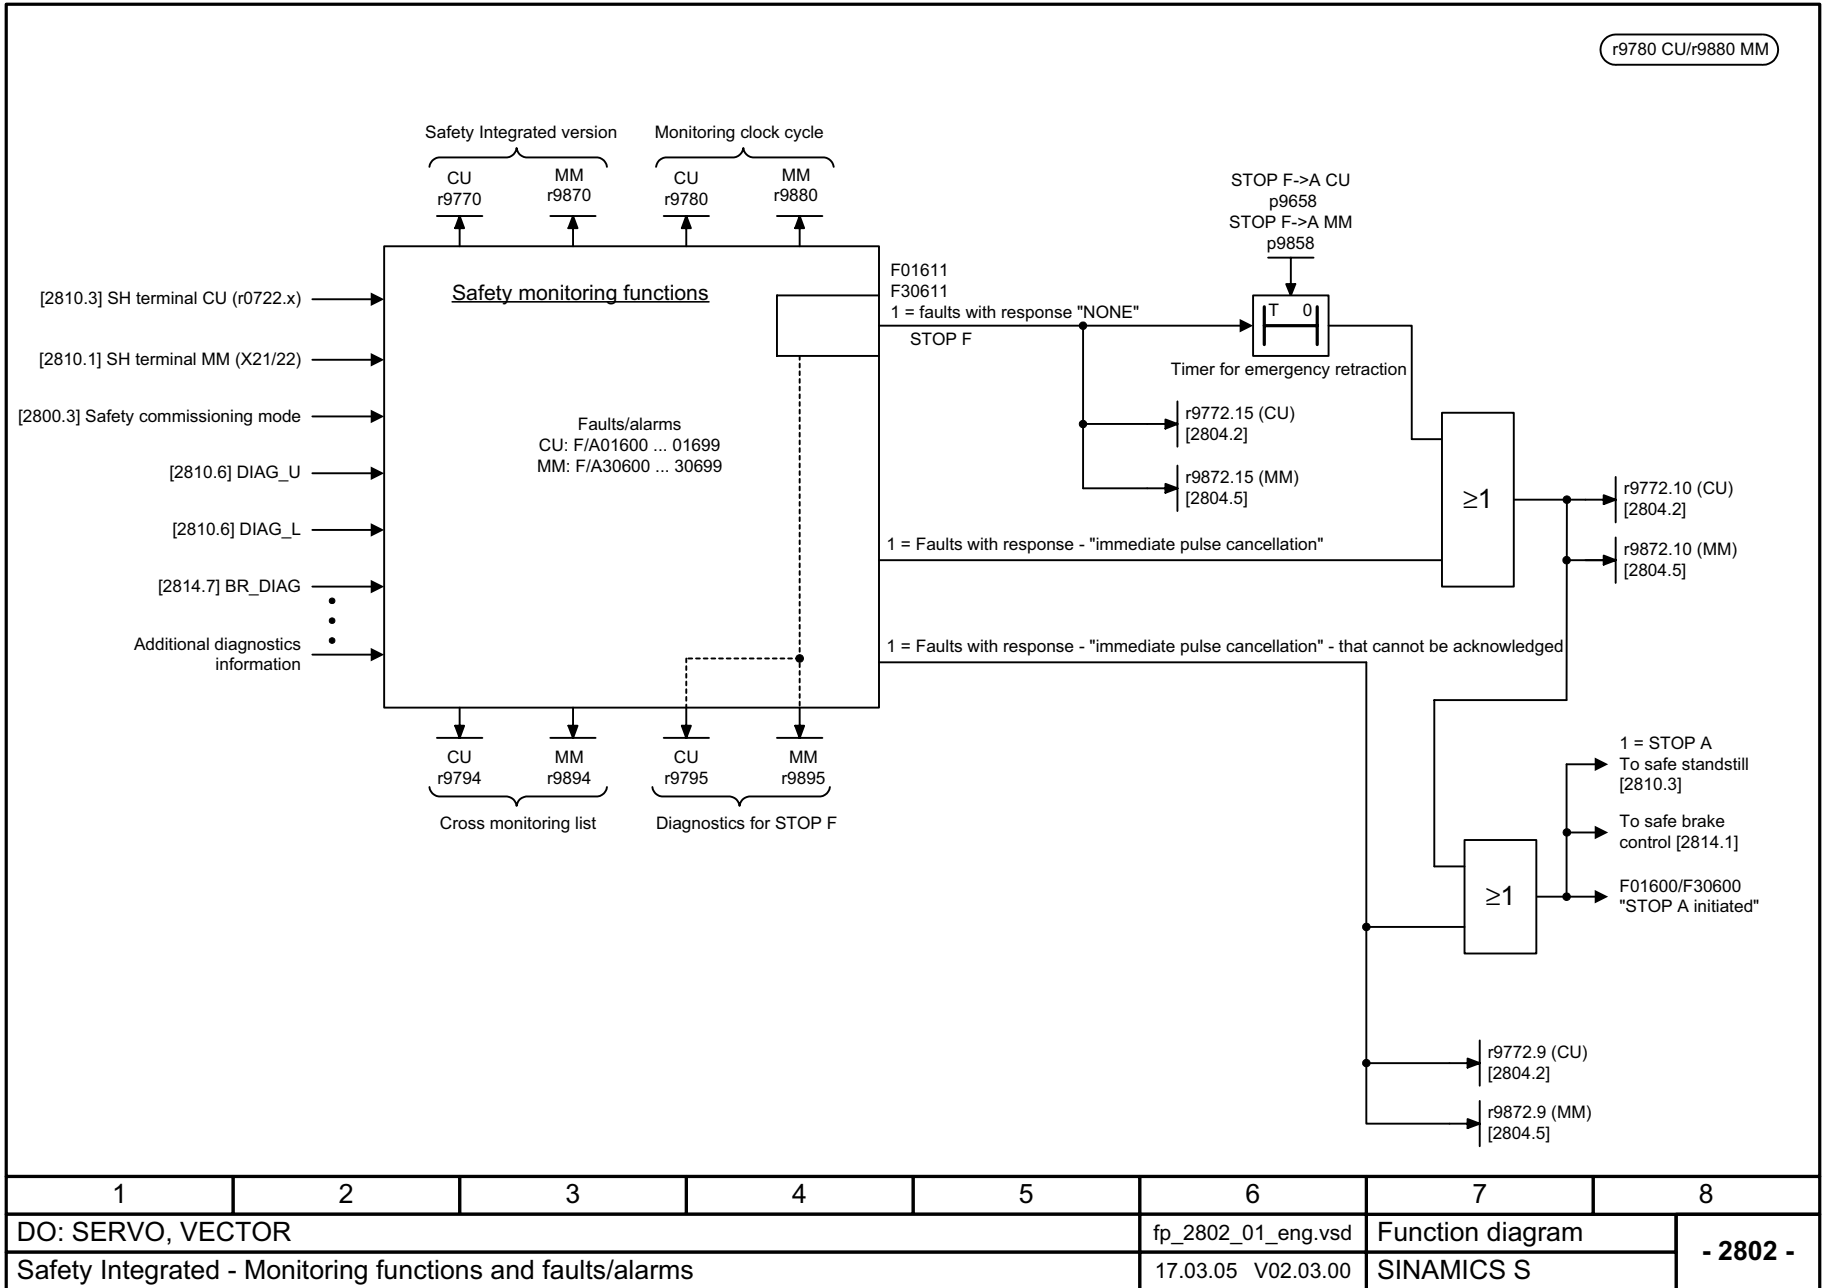 r9780 CU/r9880 MM
Safety Integrated version
Monitoring clock cycle
CU
r9770
MM
r9870
CU
r9780
MM
r9880
STOP F->A CU
p9658
STOP F->A MM
p9858
[2810.3] SH terminal CU (r0722.x)
[2810.1] SH terminal MM (X21/22)
[2800.3] Safety commissioning mode
[2810.6] DIAG_U
[2810.6] DIAG_L
[2814.7] BR_DIAG
Additional diagnostics
information
Safety monitoring functions
Faults/alarms
CU: F/A01600 ... 01699
MM: F/A30600 ... 30699
F01611
F30611
1 = faults with response "NONE"
STOP F
T 0
Timer for emergency retraction
r9772.15 (CU)
[2804.2]
r9872.15 (MM)
[2804.5]
≥1
r9772.10 (CU)
[2804.2]
r9872.10 (MM)
[2804.5]
1 = Faults with response - "immediate pulse cancellation"
1 = Faults with response - "immediate pulse cancellation" - that cannot be acknowledged
CU
r9794
MM
r9894
CU
r9795
MM
r9895
Cross monitoring list
Diagnostics for STOP F
≥1
1 = STOP A
To safe standstill
[2810.3]
To safe brake
control [2814.1]
F01600/F30600
"STOP A initiated"
r9772.9 (CU)
[2804.2]
r9872.9 (MM)
[2804.5]
1 2 3 4 5 6 7 8
DO: SERVO, VECTOR
fp_2802_01_eng.vsd
Function diagram
- 2802 -
Safety Integrated - Monitoring functions and faults/alarms
17.03.05 V02.03.00
SINAMICS S